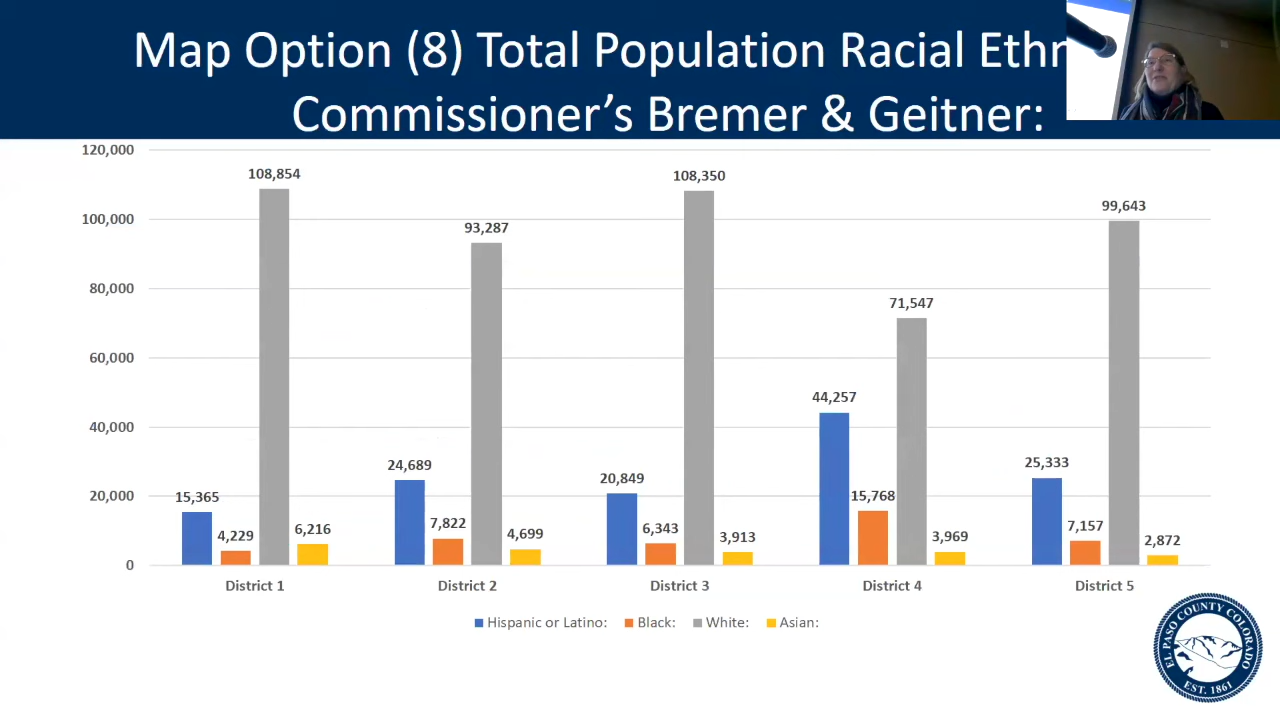 Map Option (8) Total Population Racial
Commissioner’s Bremer & Geitner:
120,000
100,000
80,000
60,000
40,000
20,000
0
108,854
108,350
99,643
93,287
71,547
44,257
24,689
25,333
20,849
15,365
15,768
4,229
6,216
7,822
4,699
6,343
3,913
3,969
7,157
2,872
District 1
District 2
District 3
District 4
District 5
Hispanic or Latino: Black: White: Asian:
EL PASO COUNTY COLORADO
EST. 1861